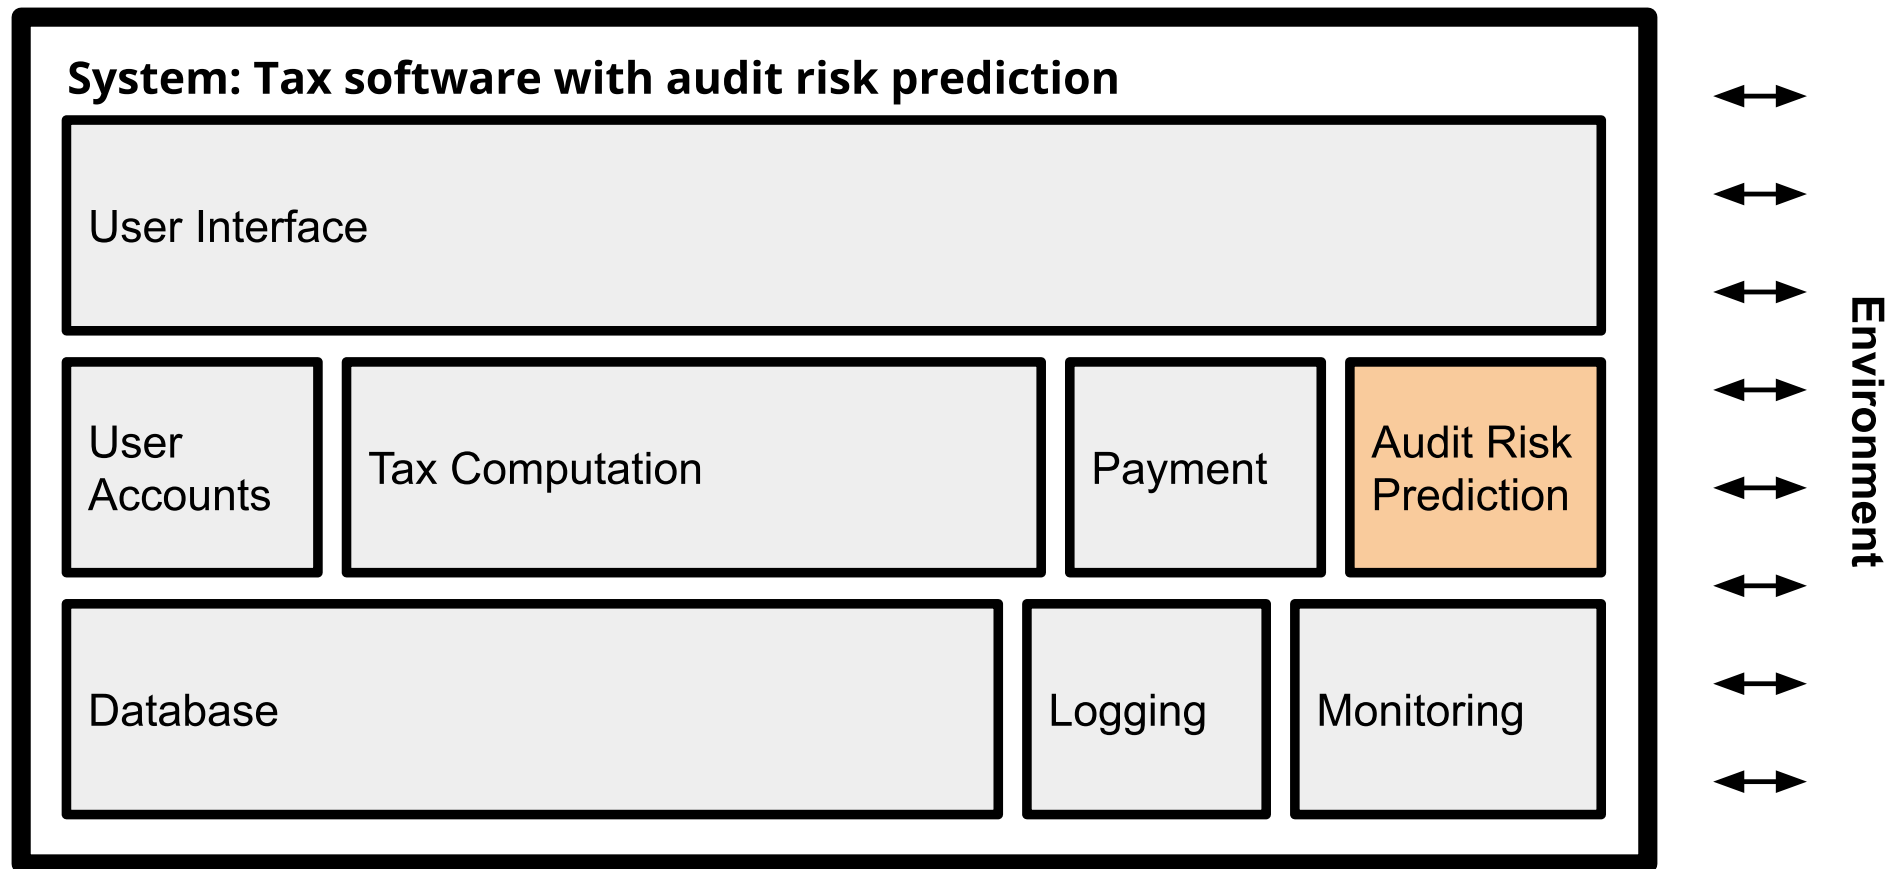 System: Tax software with audit risk prediction
User Interface
User
Accounts
Tax Computation
Payment
Audit Risk
Prediction
Database
Logging
Monitoring
Environment